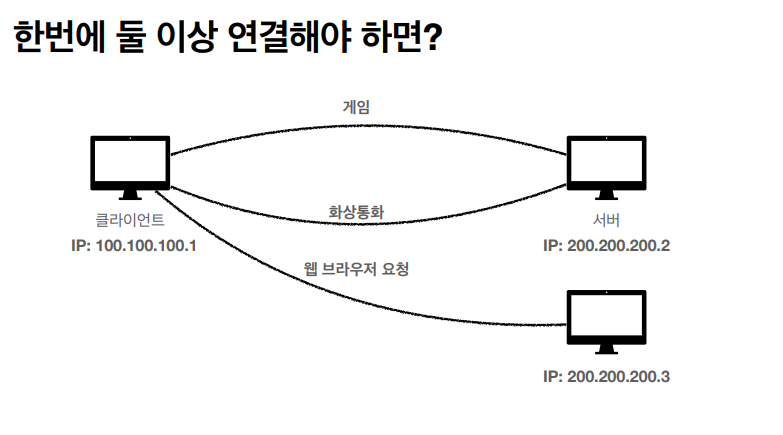 한번에 둘 이상 연결해야 하면?
게임
화상통화
클라이언트
IP: 100.100.100.1
서버
IP: 200.200.200.2
웹 브라우저 요청
IP: 200.200.200.3